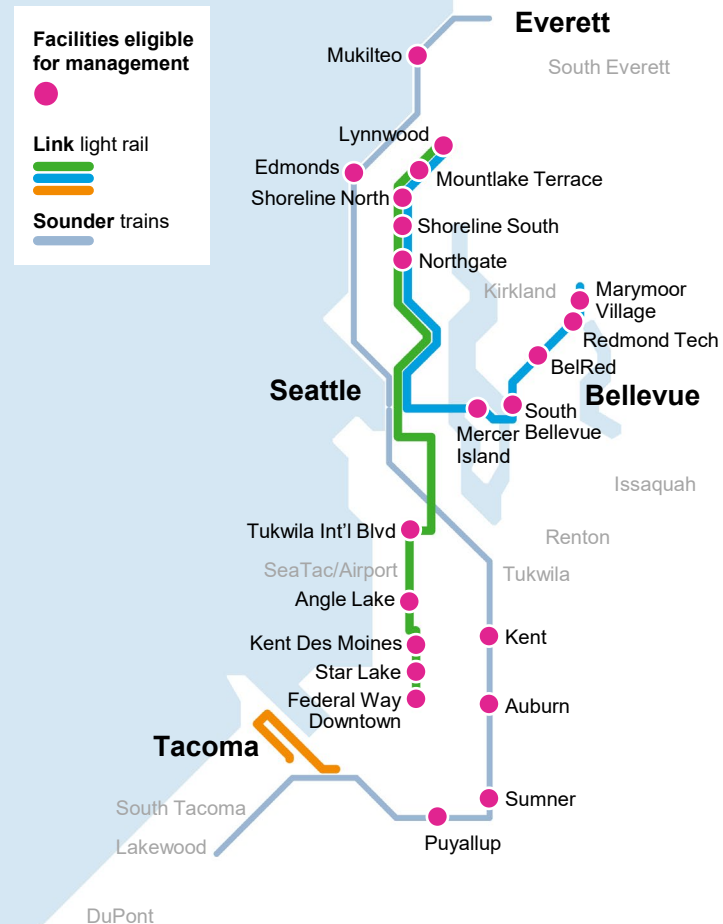 Facilities eligible
for management
Link light rail
Sounder trains
Everett
Mukilteo
South Everett
Lynnwood
Edmonds
Mountlake Terrace
Shoreline North
Shoreline South
Northgate
Kirkland
Marymoor
Village
Redmond Tech
BelRed
Seattle
Bellevue
South
Bellevue
Mercer
Island
Issaquah
Tukwila Int'l Blvd
Renton
SeaTac/Airport
Tukwila
Angle Lake
Kent Des Moines
Kent
Star Lake
Federal Way
Downtown
Auburn
Tacoma
South Tacoma
Sumner
Lakewood
Puyallup
DuPont